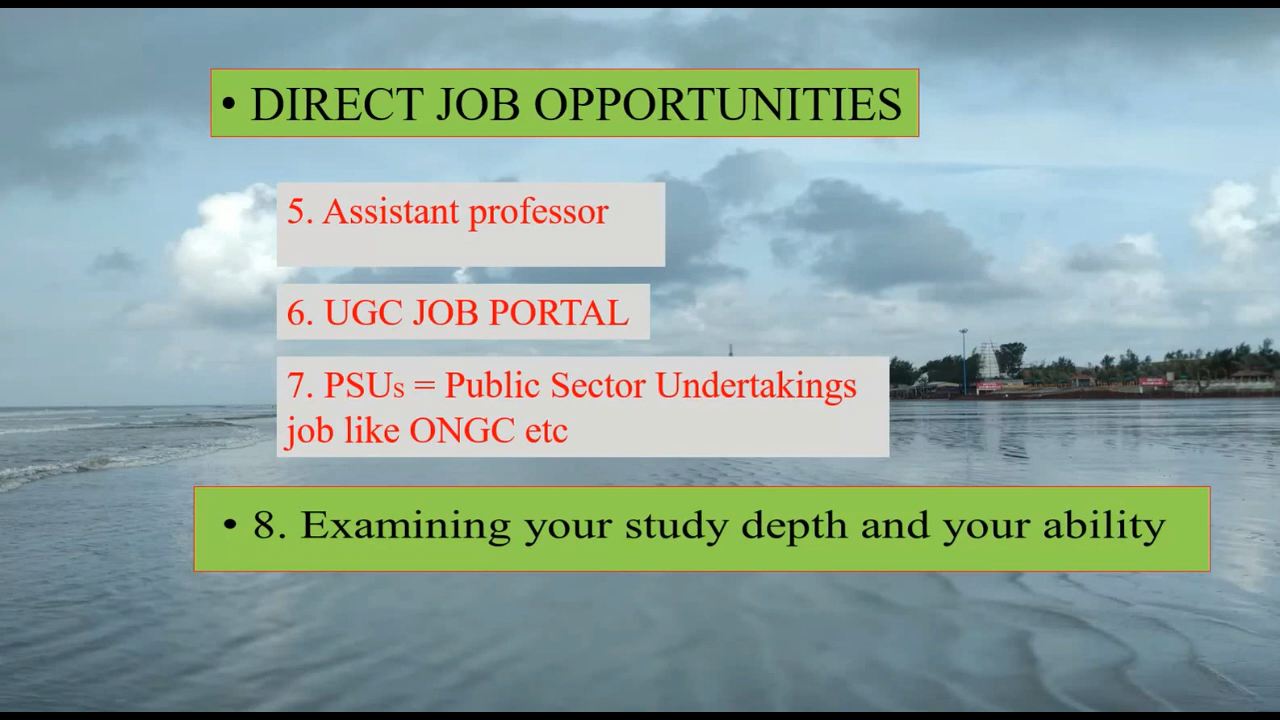 • DIRECT JOB OPPORTUNITIES
5. Assistant professor
6. UGC JOB PORTAL
7. PSUs = Public Sector Undertakings
job like ONGC etc
• 8. Examining your study depth and your ability